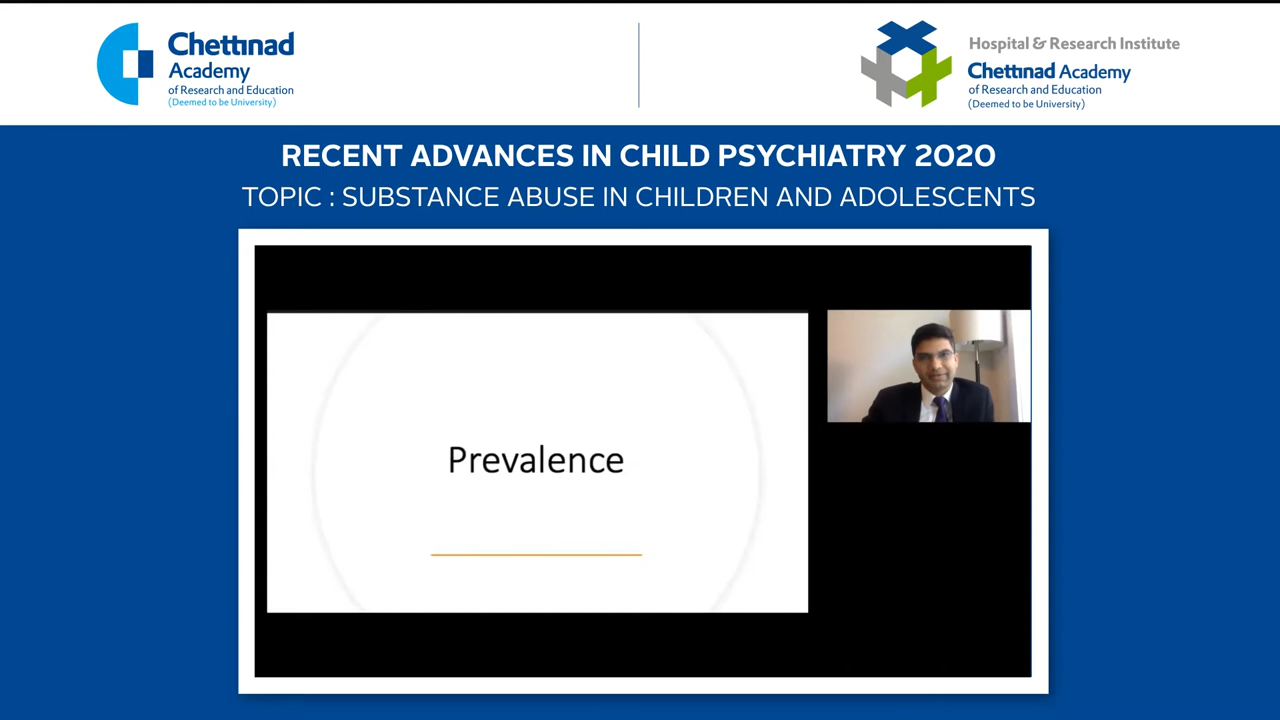 Chettinad
Academy
of Research and Education
(Deemed to be University)
Hospital & Research Institute
Chettinad Academy
of Research and Education
(Deemed to be University)
RECENT ADVANCES IN CHILD PSYCHIATRY 2020
TOPIC : SUBSTANCE ABUSE IN CHILDREN AND ADOLESCENTS
Prevalence